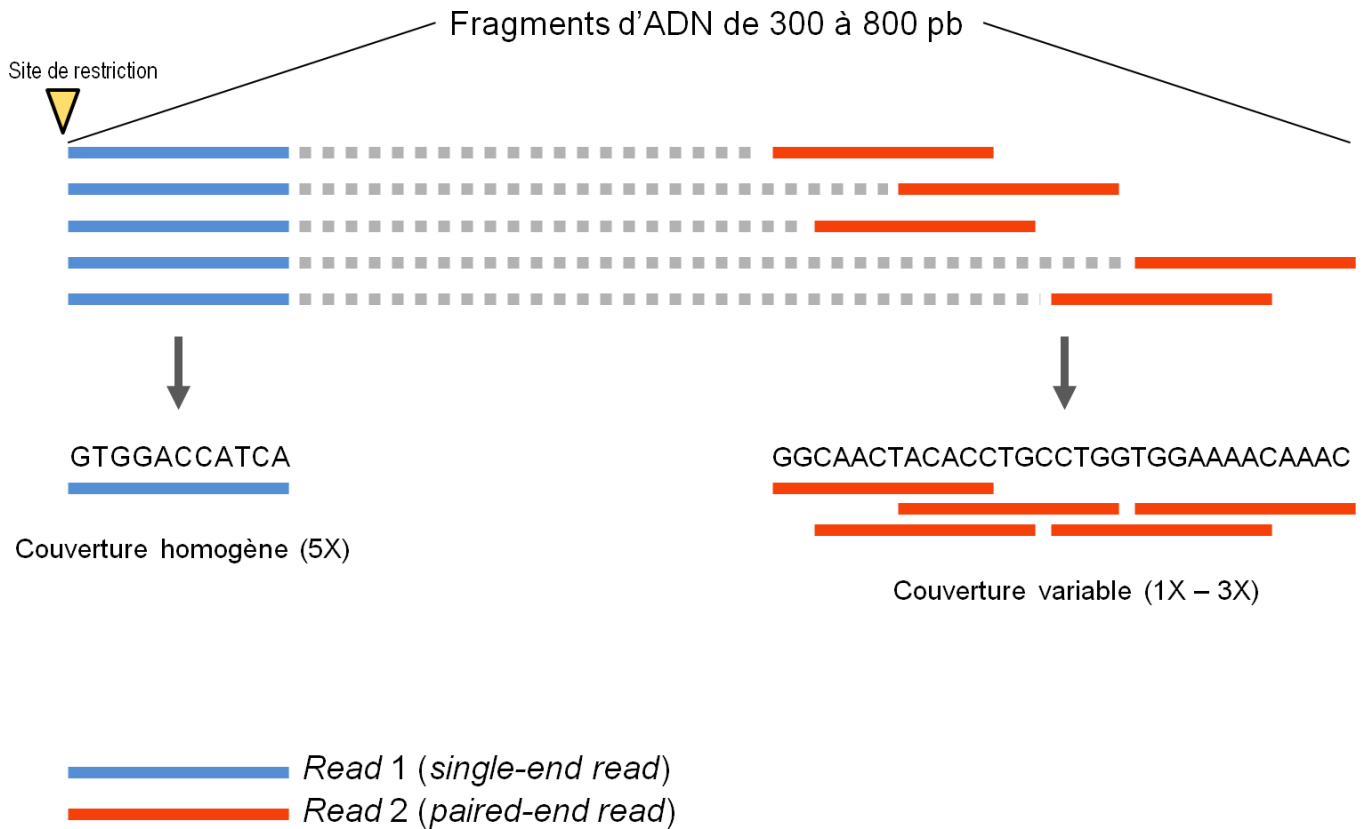 Fragments d'ADN de 300 à 800 pb
Site de restriction
GTGGACCATCA
GGCAACTACACCTGCCTGGTGGAAAACAAAC
Couverture homogène (5X)
Couverture variable (1X – 3X)
Read 1 (single-end read)
Read 2 (paired-end read)